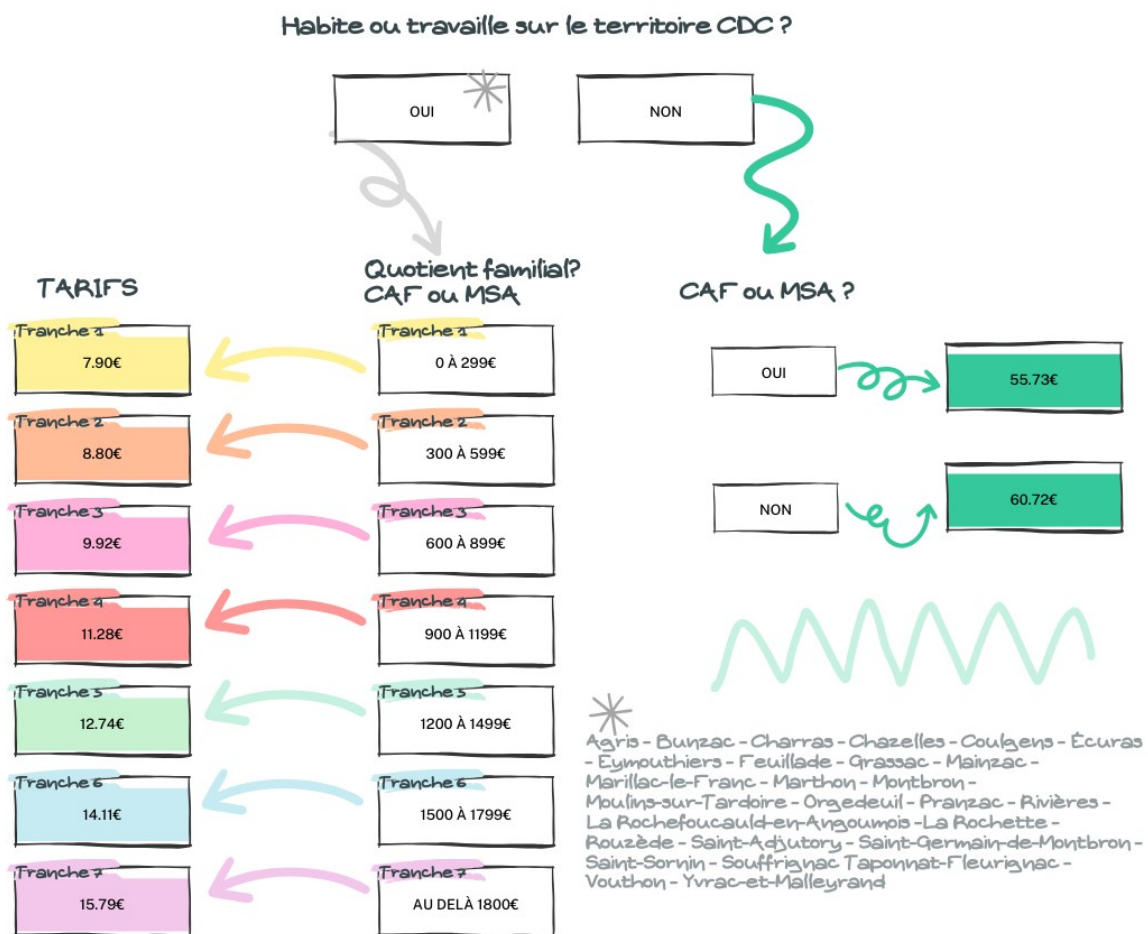 Habite ou travaille sur le territoire CDC ?
OUI
NON
TARIFS
Quotient familial?
CAF ou MSA
CAF ou MSA ?
Tranche 1
7.90€
Tranche 1
0 À 299€
Tranche 2
8.80€
Tranche 2
300 À 599€
Tranche 3
9.92€
Tranche 3
600 À 899€
Tranche 4
11.28€
Tranche 4
900 À 1199€
Tranche 5
12.74€
Tranche 5
1200 À 1499€
Tranche 6
14.11€
Tranche 6
1500 À 1799€
Tranche 7
15.79€
Tranche 7
AU DELÀ 1800€
OUI
55.73€
NON
60.72€
Agris - Bunzac - Charras - Chazelles - Coulgens - Écuras
- Eymouthiers - Feuillade - Grassac - Mainzac -
Marillac-le-Franc - Marthon - Montbron -
Moulins-sur-Tardoire - Orgedeuil - Pranzac - Rivières -
La Rochefoucauld-en-Angoumois -La Rochette -
Rouzède - Saint-Adjutory - Saint-Germain-de-Montbron -
Saint-Sornin - Souffrignac Taponnat-Fleurignac -
Vouthon - Yvrac-et-Malleyrand